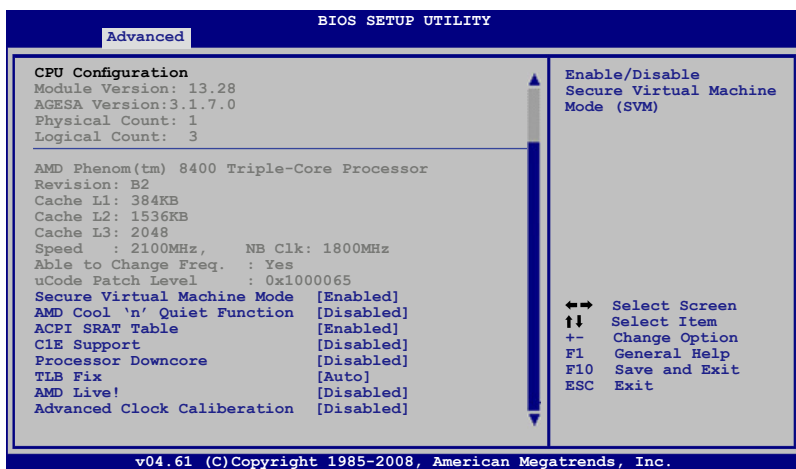 BIOS SETUP UTILITY
Advanced
CPU Configuration
Module Version: 13.28
AGESA Version:3.1.7.0
Physical Count: 1
Logical Count: 3
AMD Phenom(tm) 8400 Triple-Core Processor
Revision: B2
Cache L1: 384KB
Cache L2: 1536KB
Cache L3: 2048
Speed : 2100MHz, NB Clk: 1800MHz
Able to Change Freq. : Yes
uCode Patch Level : 0x1000065
Secure Virtual Machine Mode [Enabled]
AMD Cool ‘n’ Quiet Function [Disabled]
ACPI SRAT Table [Enabled]
C1E Support [Disabled]
Processor Downcore [Disabled]
TLB Fix [Auto]
AMD Live! [Disabled]
Advanced Clock Caliberation [Disabled]
Enable/Disable
Secure Virtual Machine
Mode (SVM)
←→ Select Screen
↑↓ Select Item
+- Change Option
F1 General Help
F10 Save and Exit
ESC Exit
v04.61 (C)Copyright 1985-2008, American Megatrends, Inc.